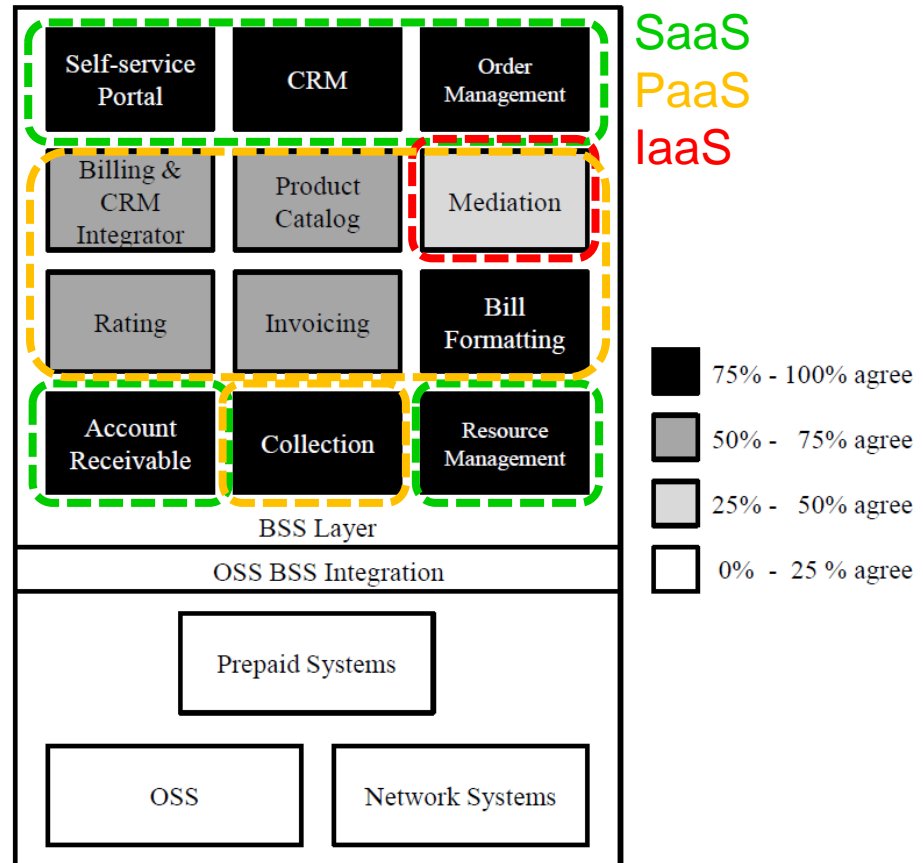 SaaS
PaaS
IaaS
Self-service
Portal
CRM
Order
Management
Billing &
CRM
Integrator
Product
Catalog
Mediation
Rating
Invoicing
Bill
Formatting
Account
Receivable
Collection
Resource
Management
BSS Layer
OSS BSS Integration
Prepaid Systems
OSS
Network Systems
75% - 100% agree
50% - 75% agree
25% - 50% agree
0% - 25 % agree